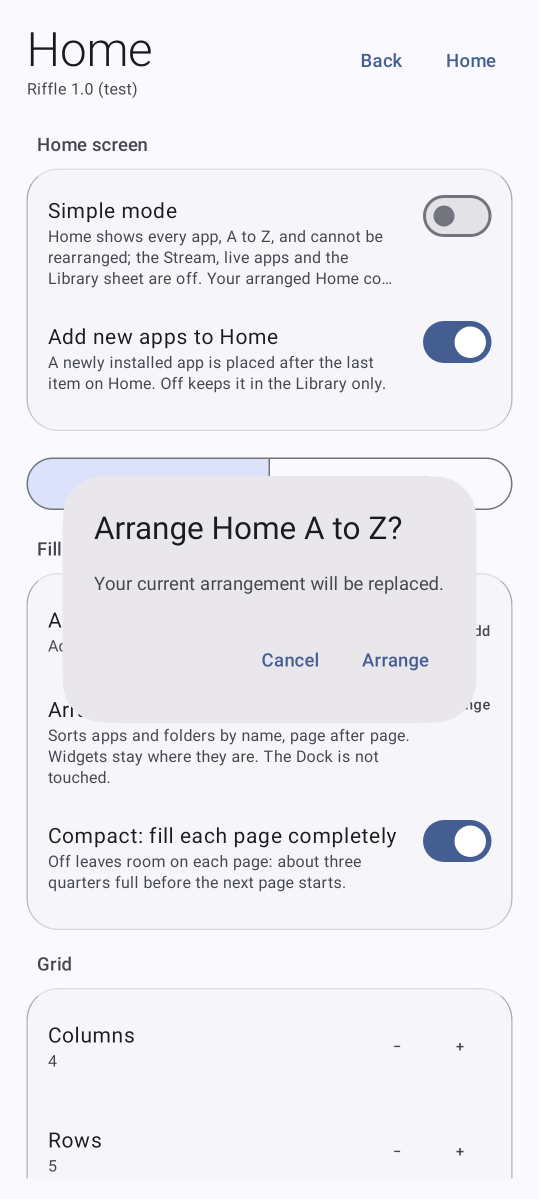 Home
Back
Home
Riffle 1.0 (test)
Home screen
Simple mode
Home shows every app, A to Z, and cannot be
rearranged; the Stream, live apps and the
Library sheet are off. Your arranged Home co…
Add new apps to Home
A newly installed app is placed after the last
item on Home. Off keeps it in the Library only.
Fill
Arrange Home A to Z?
Your current arrangement will be replaced.
Cancel
Arrange
Sorts apps and folders by name, page after page.
Widgets stay where they are. The Dock is not
touched.
Compact: fill each page completely
Off leaves room on each page: about three
quarters full before the next page starts.
Grid
Columns
4
−
+
Rows
5
−
+